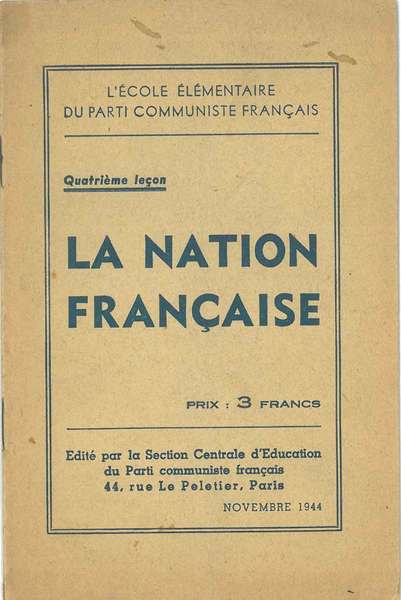 L'ÉCOLE ÉLÉMENTAIRE
DU PARTI COMMUNISTE FRANÇAIS
Quatrième leçon
LA NATION
FRANÇAISE
PRIX : 3 FRANCS
Edité par la Section Centrale d'Education
du Parti communiste français
44, rue Le Peletier, Paris
NOVEMBRE 1944